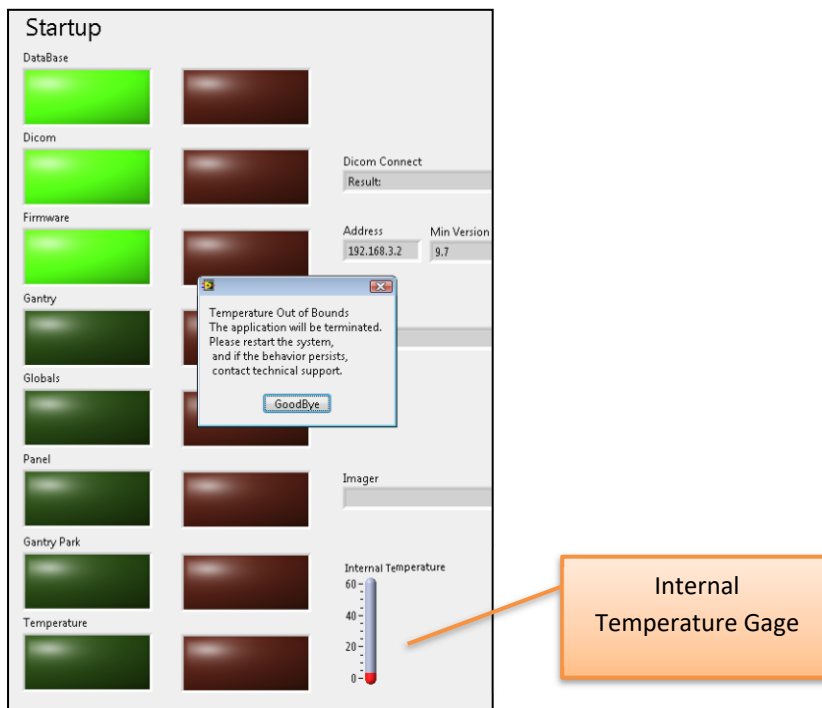 Startup
DataBase
Dicom
Dicom Connect
Result:
Firmware
Address Min Version
192.168.3.2 9.7
Gantry
Temperature Out of Bounds
The application will be terminated.
Please restart the system,
and if the behavior persists,
contact technical support.
GoodBye
Globals
Panel
Imager
Gantry Park
Internal Temperature
60
40
20
0
Temperature
Internal
Temperature Gage